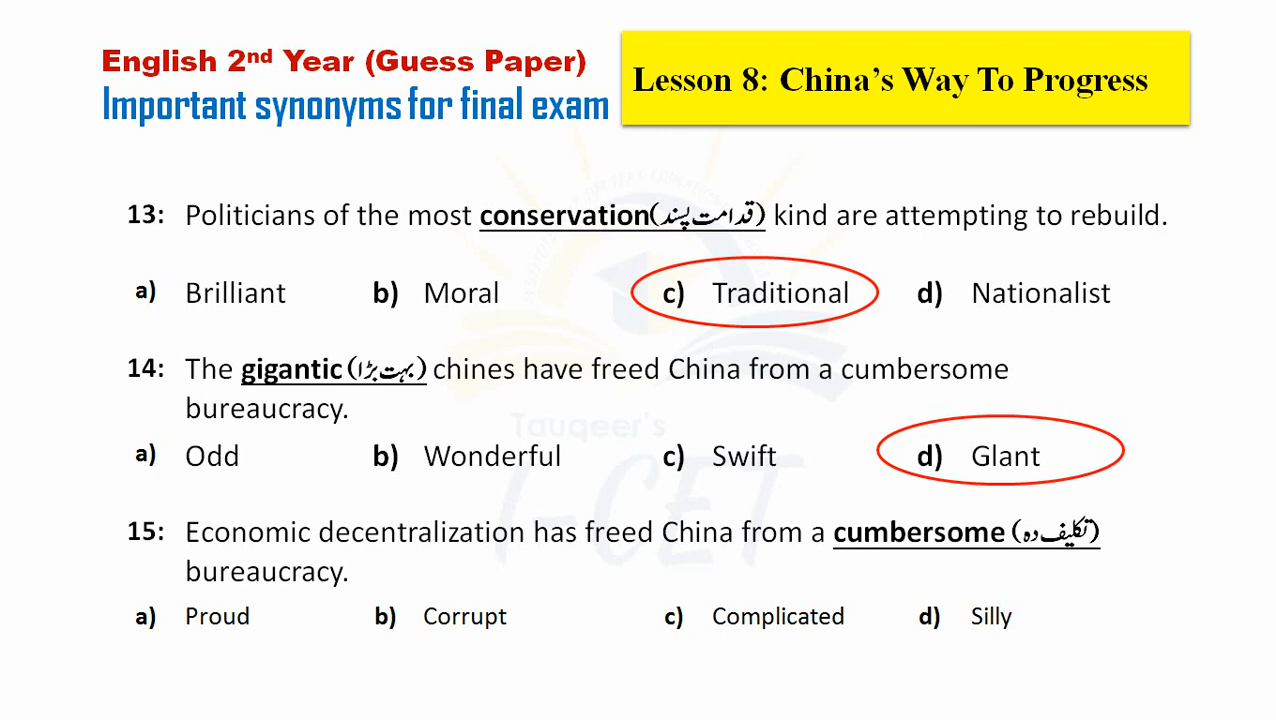 English 2nd Year (Guess Paper)
Important synonyms for final exam
Lesson 8: China's Way To Progress
13: Politicians of the most conservation(قدامت پسند) kind are attempting to rebuild.
a) Brilliant b) Moral c) Traditional d) Nationalist
14: The gigantic (بہت بڑا) chines have freed China from a cumbersome
bureaucracy.
a) Odd b) Wonderful c) Swift d) Glant
Tauqeer's
I-CET
15: Economic decentralization has freed China from a cumbersome (تکلیف دہ)
bureaucracy.
a) Proud b) Corrupt c) Complicated d) Silly